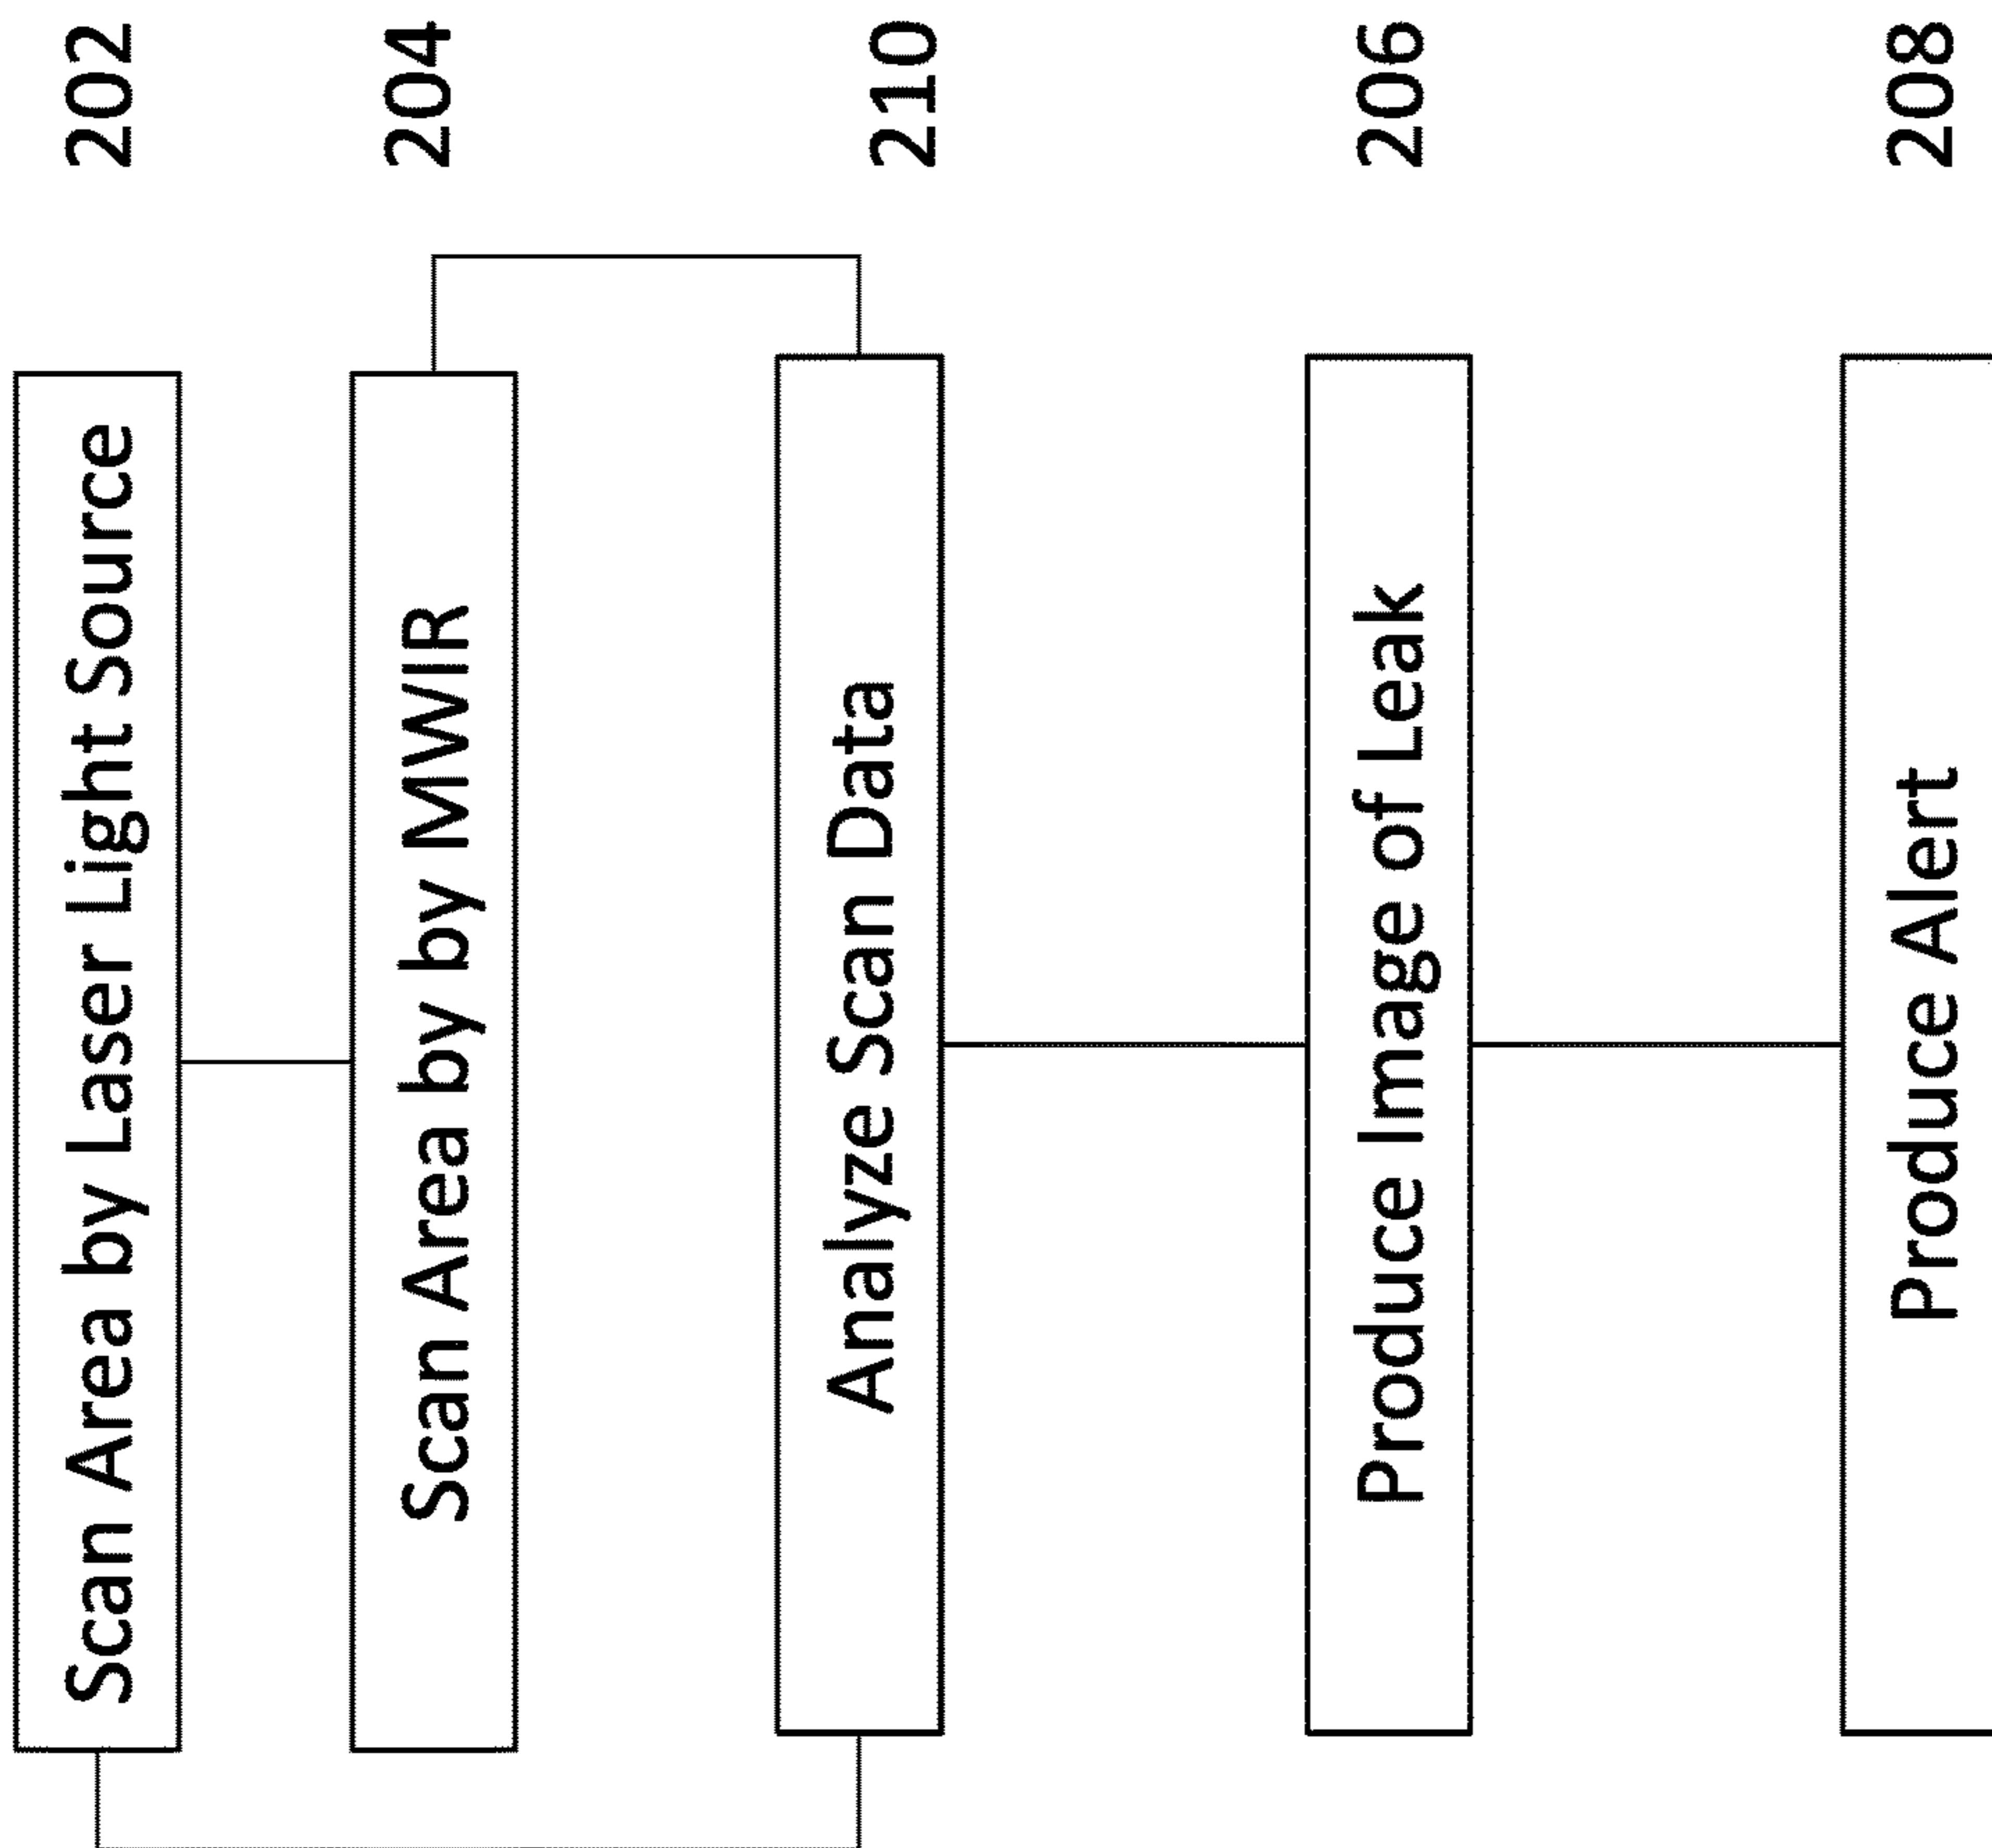 Scan Area by Laser Light Source
202
Scan Area by MWIR
204
Analyze Scan Data
210
Produce Image of Leak
206
Produce Alert
208